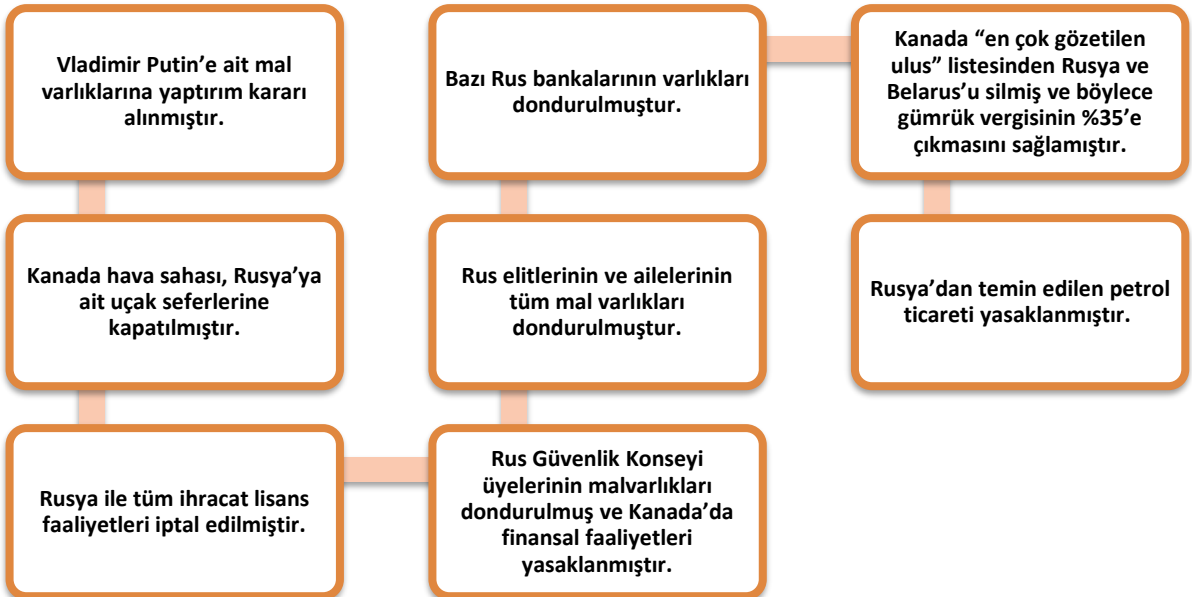 Vladimir Putin’e ait mal
varlıklarına yaptırım kararı
alınmıştır.
Kanada hava sahası, Rusya’ya
ait uçak seferlerine
kapatılmıştır.
Rusya ile tüm ihracat lisans
faaliyetleri iptal edilmiştir.
Rus Güvenlik Konseyi
üyelerinin malvarlıkları
dondurulmuş ve Kanada’da
finansal faaliyetleri
yasaklanmıştır.
Rus elitlerinin ve ailelerinin
tüm mal varlıkları
dondurulmuştur.
Bazı Rus bankalarının varlıkları
dondurulmuştur.
Kanada “en çok gözetilen
ulus” listesinden Rusya ve
Belarus’u silmiş ve böylece
gümrük vergisinin %35’e
çıkmasını sağlamıştır.
Rusya’dan temin edilen petrol
ticareti yasaklanmıştır.